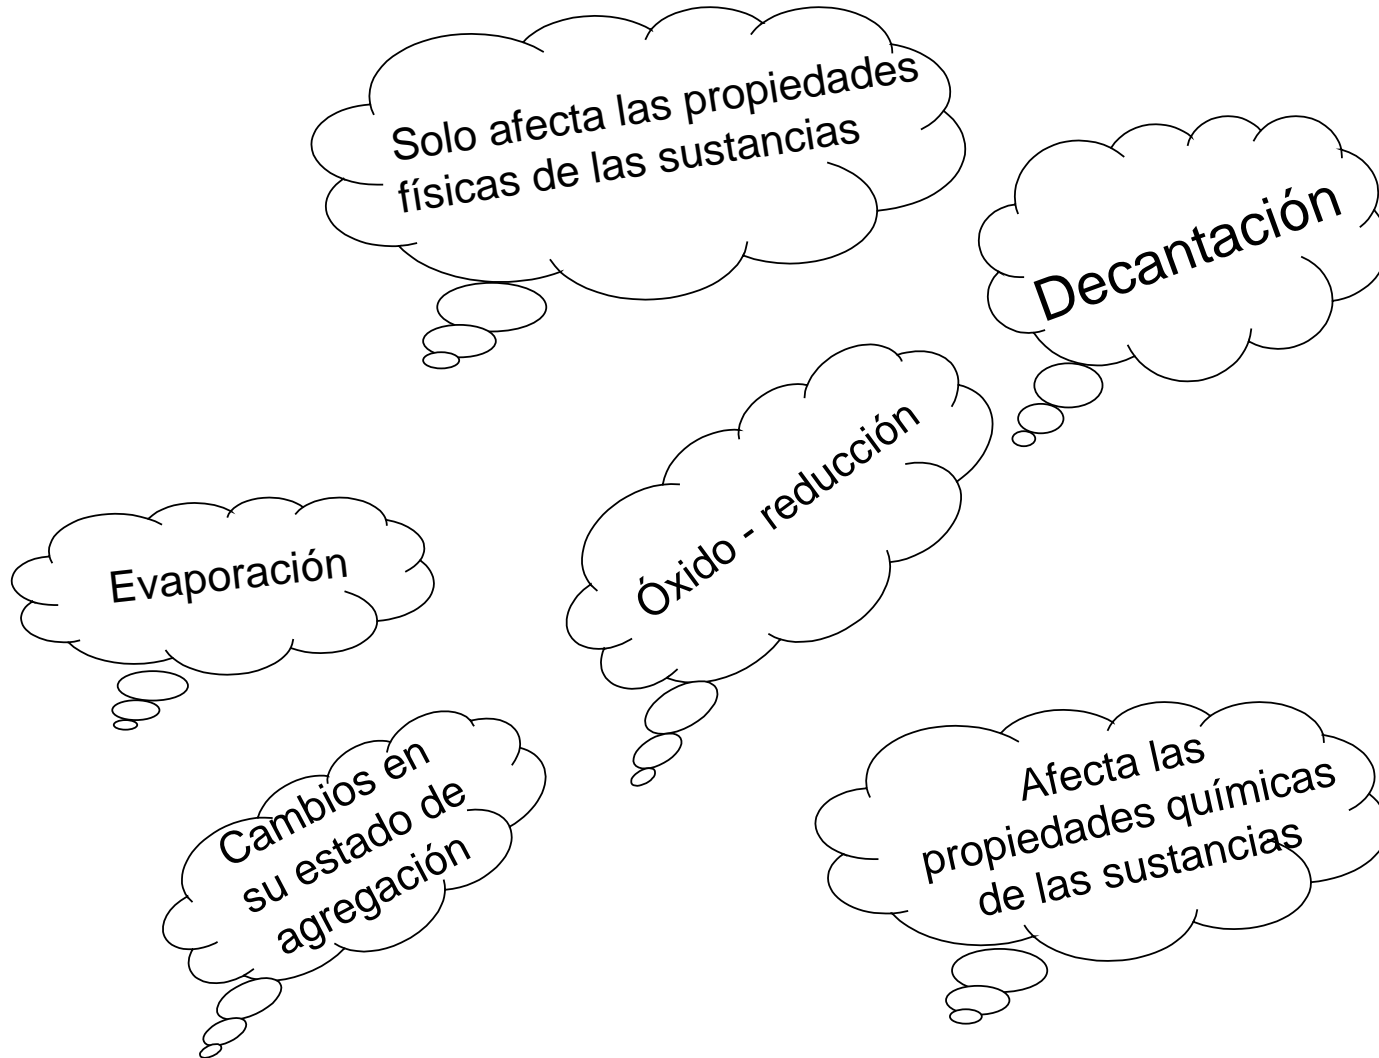 Solo afecta las propiedades
físicas de las sustancias
Decantación
Óxido - reducción
Evaporación
Cambios en
su estado de
agregación
Afecta las
propiedades químicas
de las sustancias